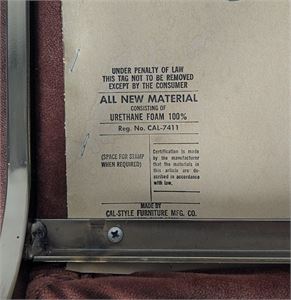 UNDER PENALTY OF LAW
THIS TAG NOT TO BE REMOVED
EXCEPT BY THE CONSUMER
ALL NEW MATERIAL
CONSISTING OF
URETHANE FOAM 100%
Reg. No. CAL-7411
(SPACE FOR STAMP
WHEN REQUIRED)
Certification is made
by the manufacturer
that the materials in
this article are de-
scribed in accordance
with law.
MADE BY
CAL-STYLE FURNITURE MFG. CO.